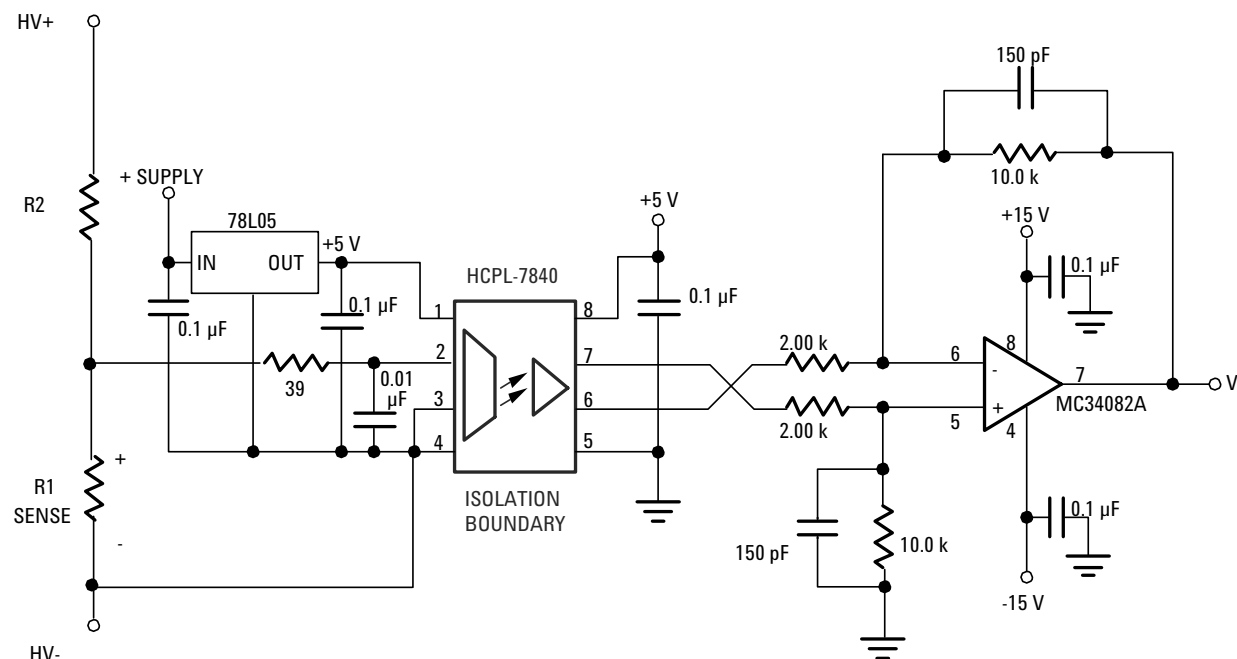 HV+
150 pF
10.0 k
+ SUPPLY
R2
78L05
+5 V
IN
OUT
+5 V
HCPL-7840
+15 V
0.1 µF
0.1 µF
0.1 µF
0.1 µF
1
8
2.00 k
2
7
6
8
-
7
V
39
0.01
µF
3
6
+
MC34082A
5
4
2.00 k
4
5
+
R1
SENSE
-
ISOLATION
BOUNDARY
150 pF
10.0 k
0.1 µF
-15 V
HV-